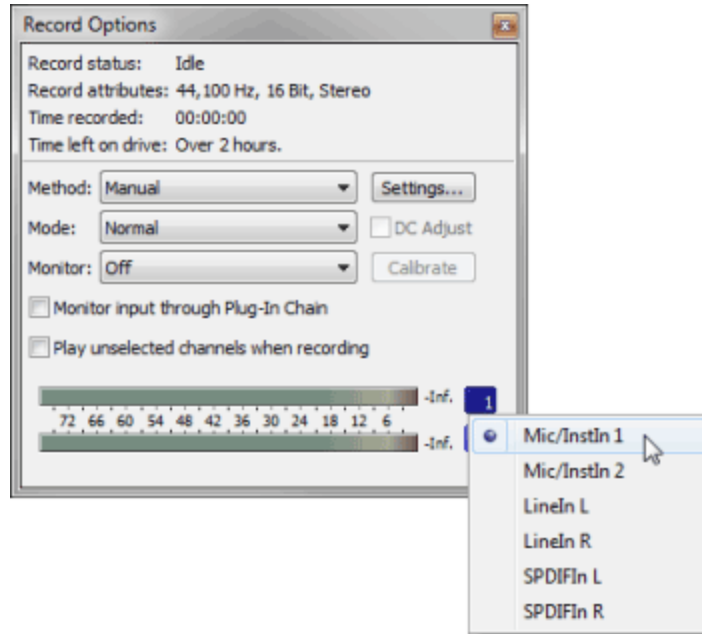 Record Options
Record status: Idle
Record attributes: 44,100 Hz, 16 Bit, Stereo
Time recorded: 00:00:00
Time left on drive: Over 2 hours.
Method: Manual Settings...
Mode: Normal DC Adjust
Monitor: Off Calibrate
Monitor input through Plug-In Chain
Play unselected channels when recording
-Inf. 1
72 66 60 54 48 42 36 30 24 18 12 6
-Inf.
Mic/InstIn 1
Mic/InstIn 2
LineIn L
LineIn R
SPDIFIn L
SPDIFIn R